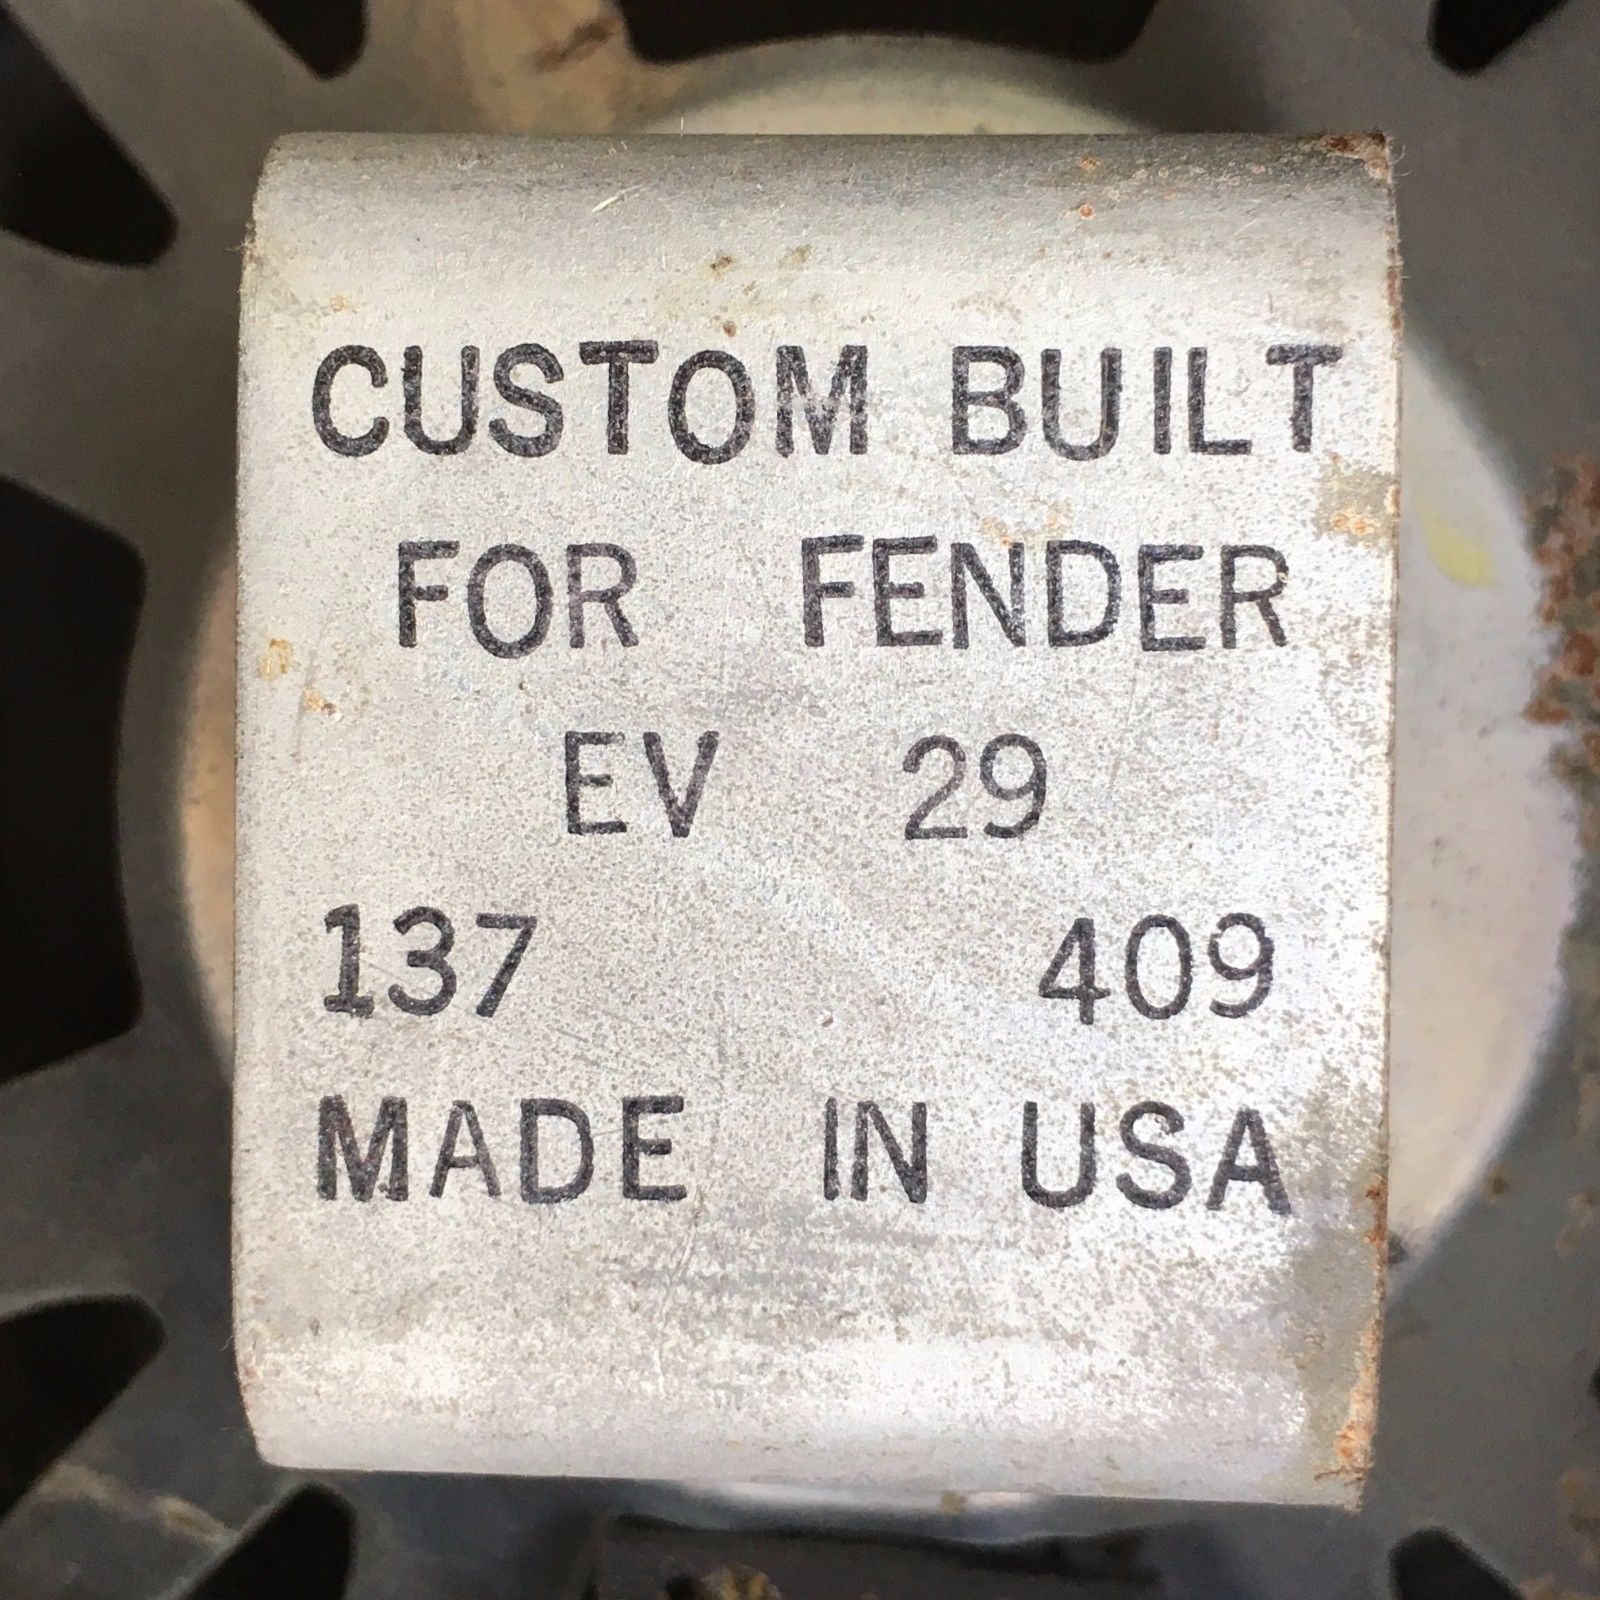 CUSTOM BUILT
FOR FENDER
EV 29
137 409
MADE IN USA